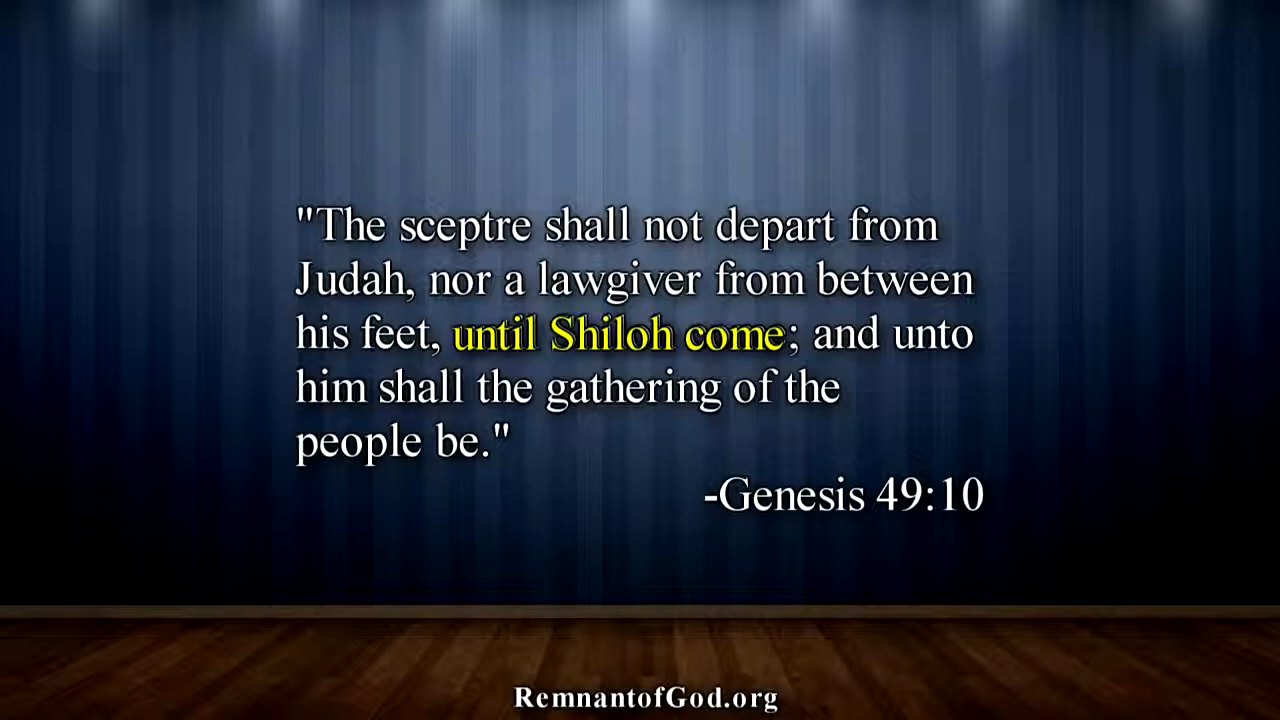 "The sceptre shall not depart from
Judah, nor a lawgiver from between
his feet, until Shiloh come; and unto
him shall the gathering of the
people be."
-Genesis 49:10
RemnantofGod.org